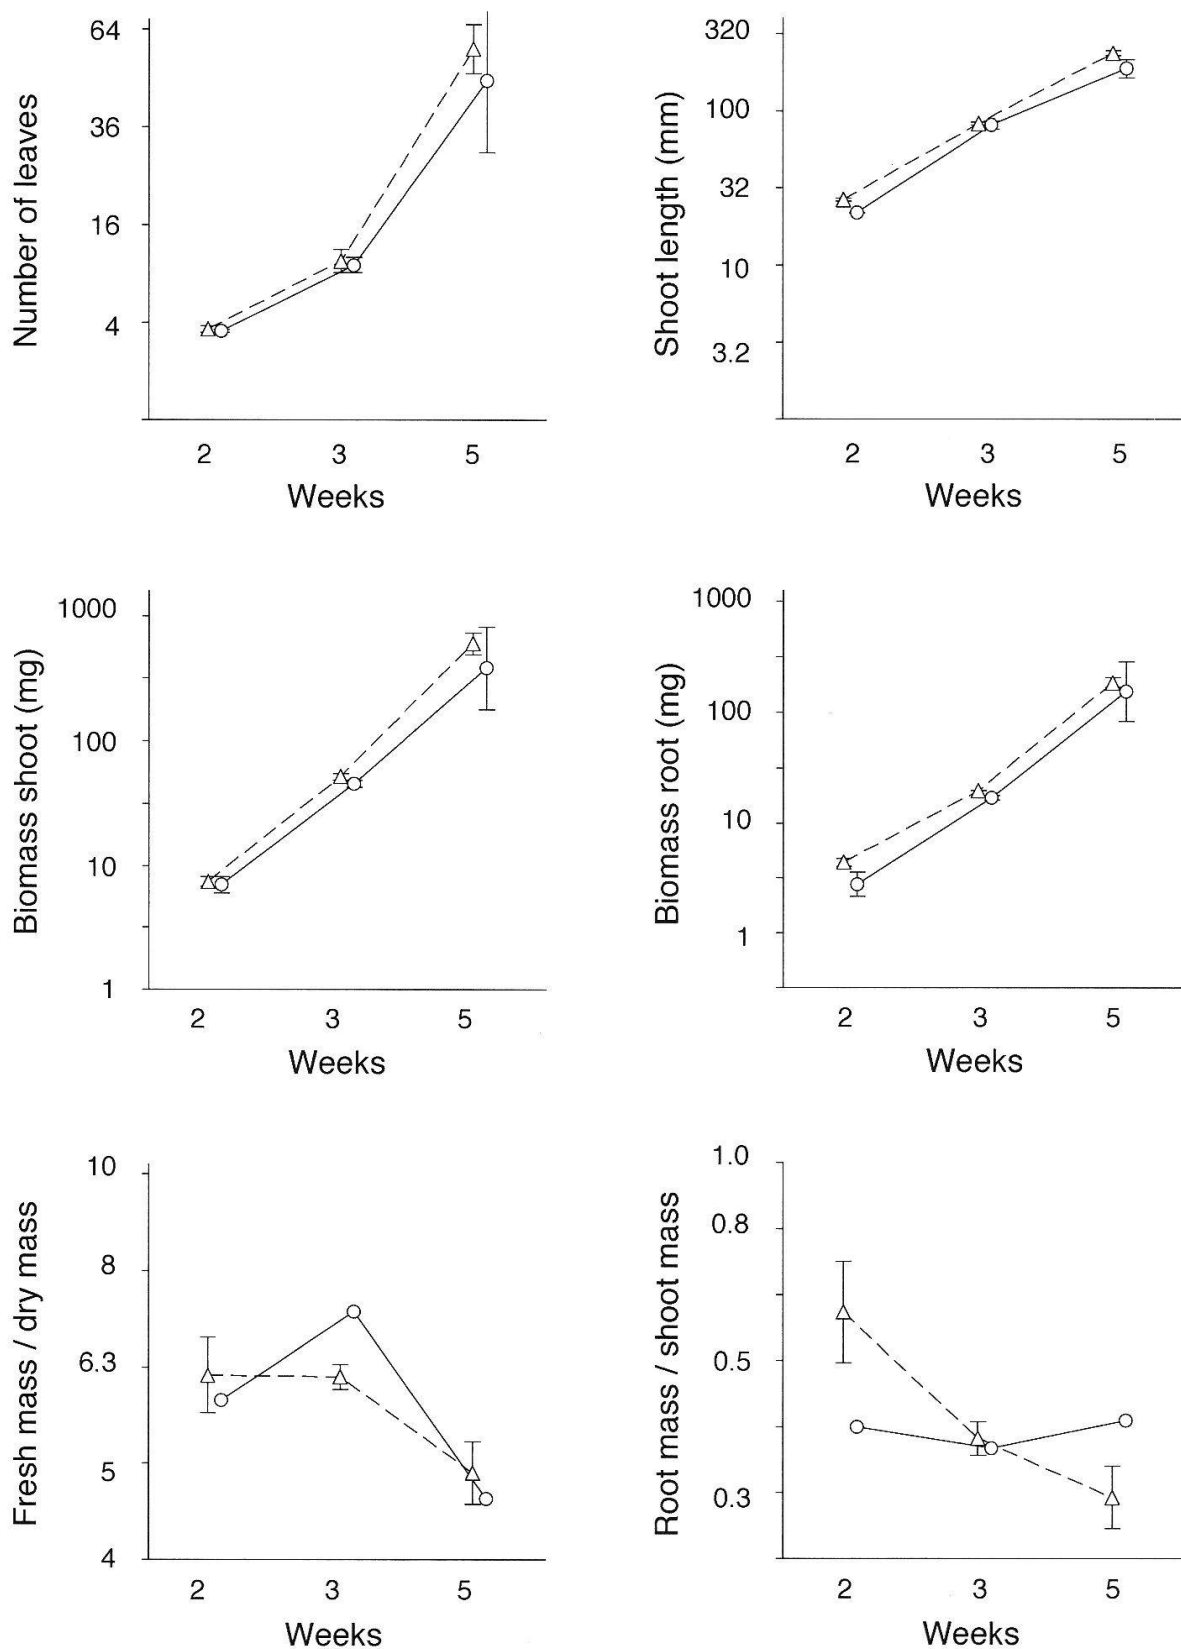 Number of leaves
64
36
16
4
2 3 5
Weeks
Shoot length (mm)
320
100
32
10
3.2
2 3 5
Weeks
Biomass shoot (mg)
1000
100
10
1
2 3 5
Weeks
Biomass root (mg)
1000
100
10
1
2 3 5
Weeks
Fresh mass / dry mass
10
8
6.3
5
4
2 3 5
Weeks
Root mass / shoot mass
1.0
0.8
0.5
0.3
2 3 5
Weeks